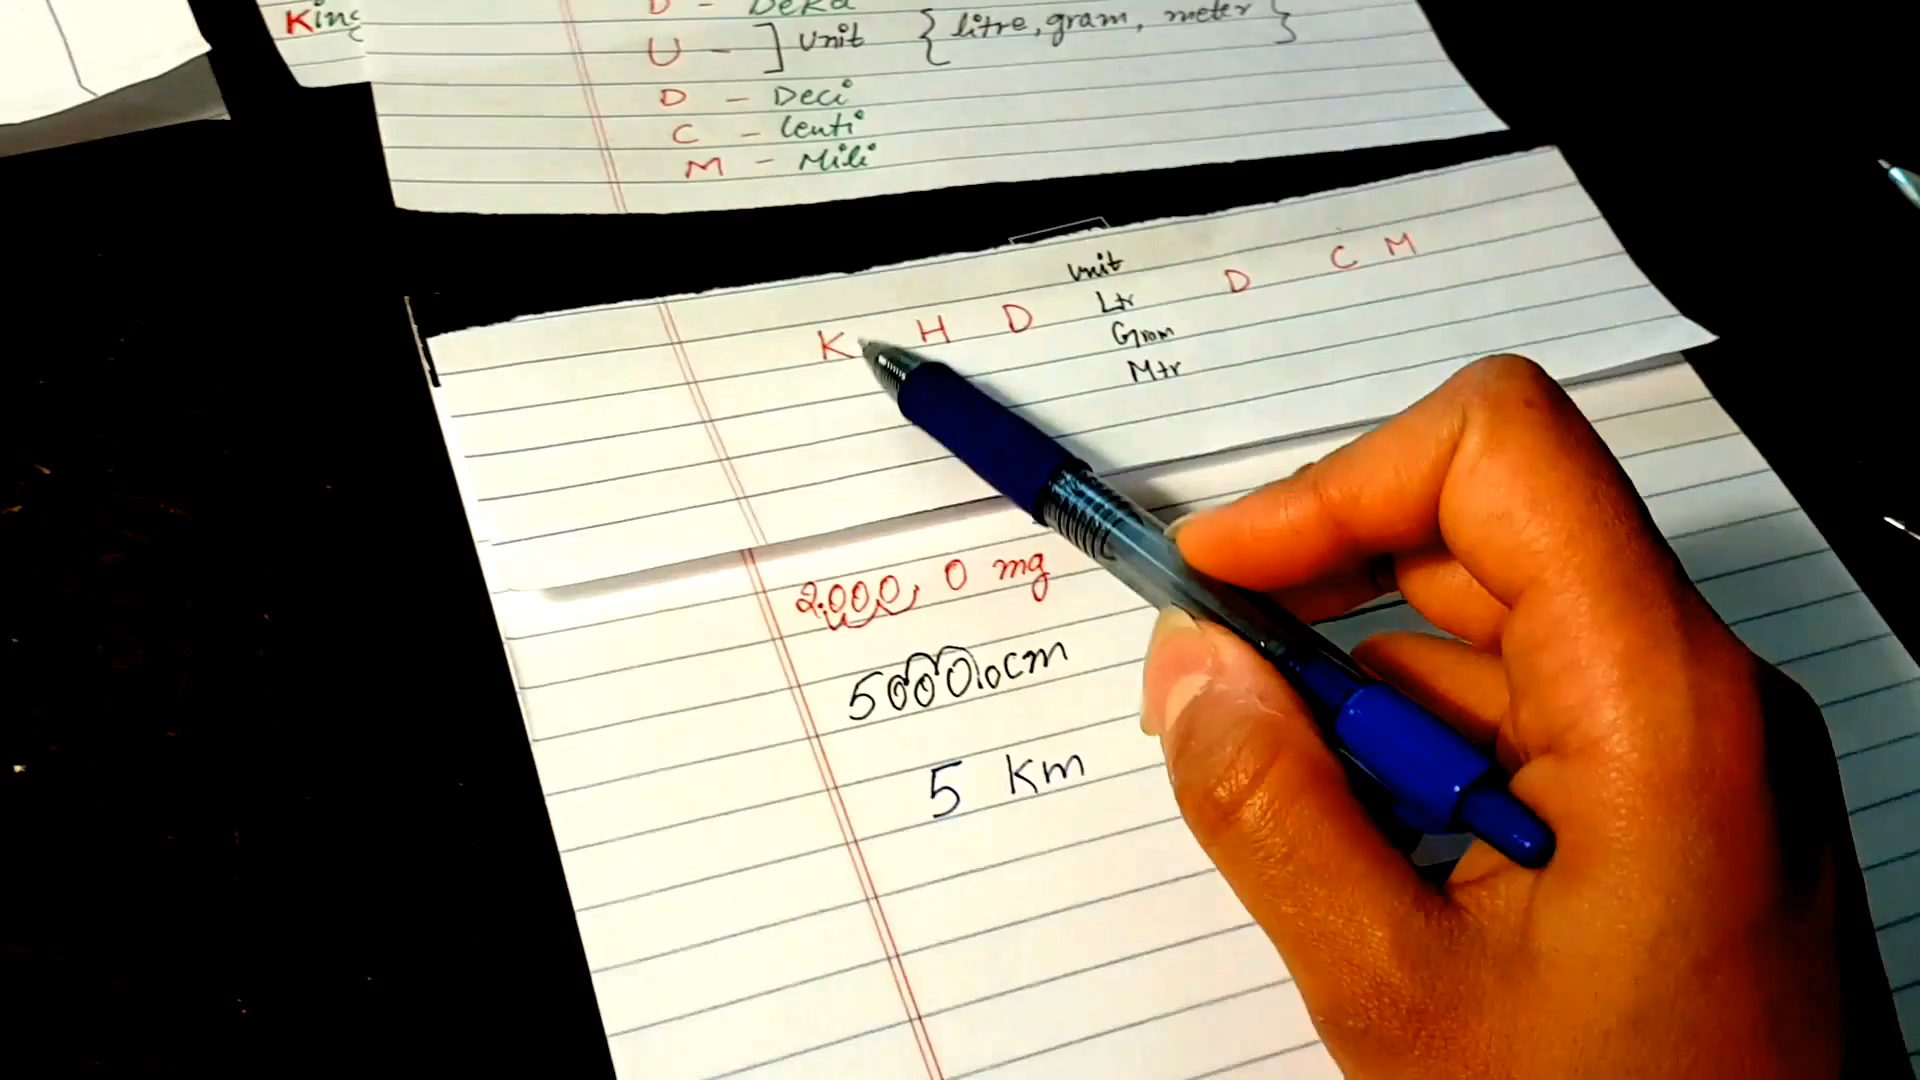 King
D - Deka
U - ] Unit { litre, gram, meter }
D - Deci
C - Centi
M - Mili
Unit
K H D Ltr D C M
Gram
Mtr
2.000, 0 mg
5000.0cm
5 Km